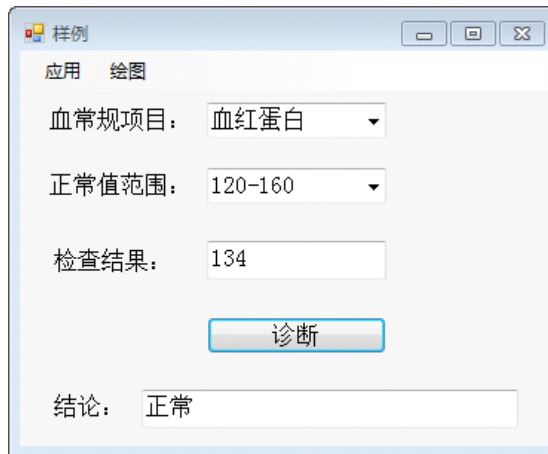 样例
应用 绘图
血常规项目： 血红蛋白
正常值范围： 120-160
检查结果： 134
诊断
结论： 正常